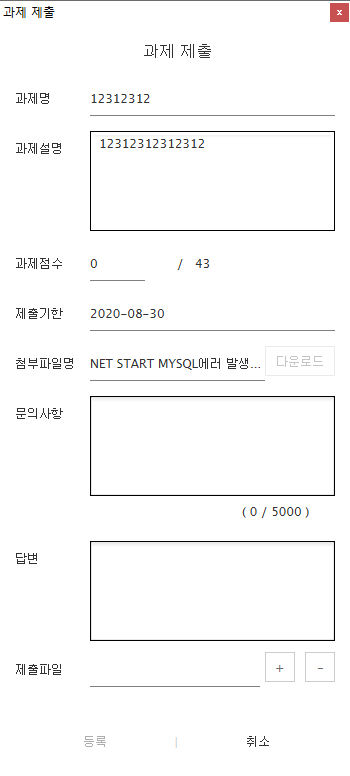 과제 제출 x
과제 제출
과제명 12312312
과제설명 12312312312312
과제점수 0 / 43
제출기한 2020-08-30
첨부파일명 NET START MYSQL에러 발생... 다운로드
문의사항
( 0 / 5000 )
답변
제출파일 + -
등록 | 취소